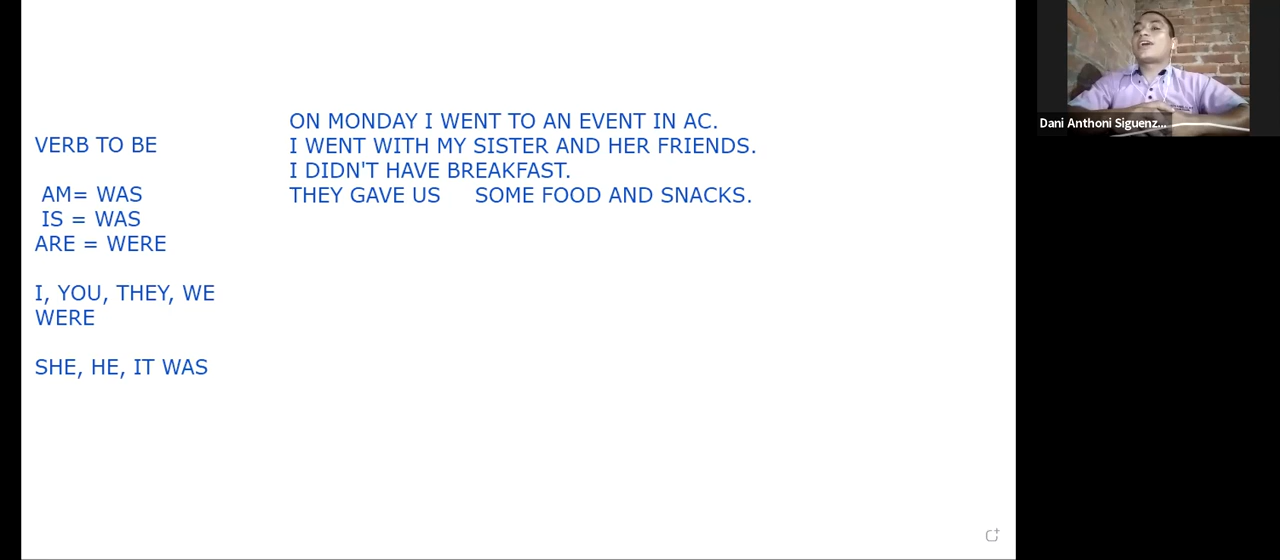 VERB TO BE
AM= WAS
IS = WAS
ARE = WERE
I, YOU, THEY, WE
WERE
SHE, HE, IT WAS
ON MONDAY I WENT TO AN EVENT IN AC.
I WENT WITH MY SISTER AND HER FRIENDS.
I DIDN'T HAVE BREAKFAST.
THEY GAVE US SOME FOOD AND SNACKS.
Dani Anthoni Siguenz...